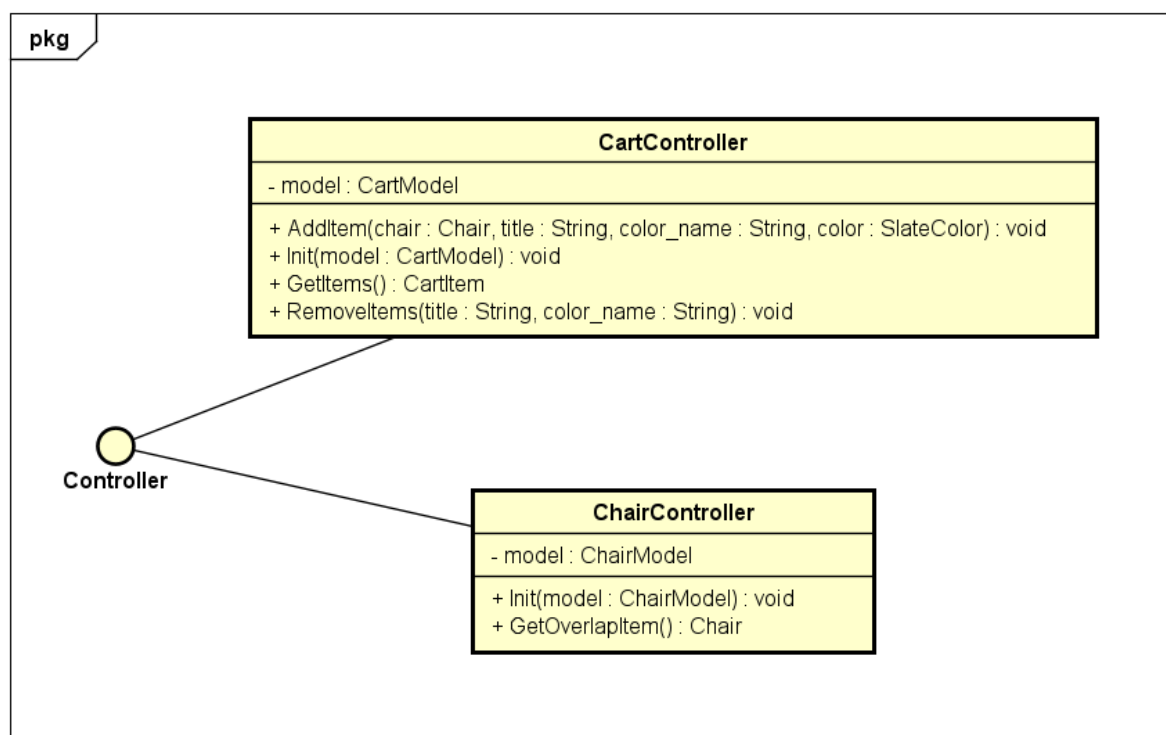 pkg
CartController
- model : CartModel
+ AddItem(chair : Chair, title : String, color_name : String, color : SlateColor) : void
+ Init(model : CartModel) : void
+ GetItems() : CartItem
+ RemoveItems(title : String, color_name : String) : void
Controller
ChairController
- model : ChairModel
+ Init(model : ChairModel) : void
+ GetOverlapItem() : Chair